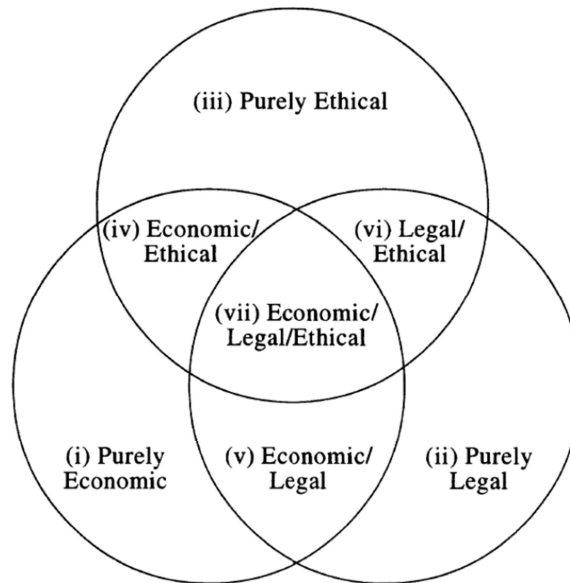 (iii) Purely Ethical
(iv) Economic/
Ethical
(vi) Legal/
Ethical
(vii) Economic/
Legal/Ethical
(i) Purely
Economic
(v) Economic/
Legal
(ii) Purely
Legal